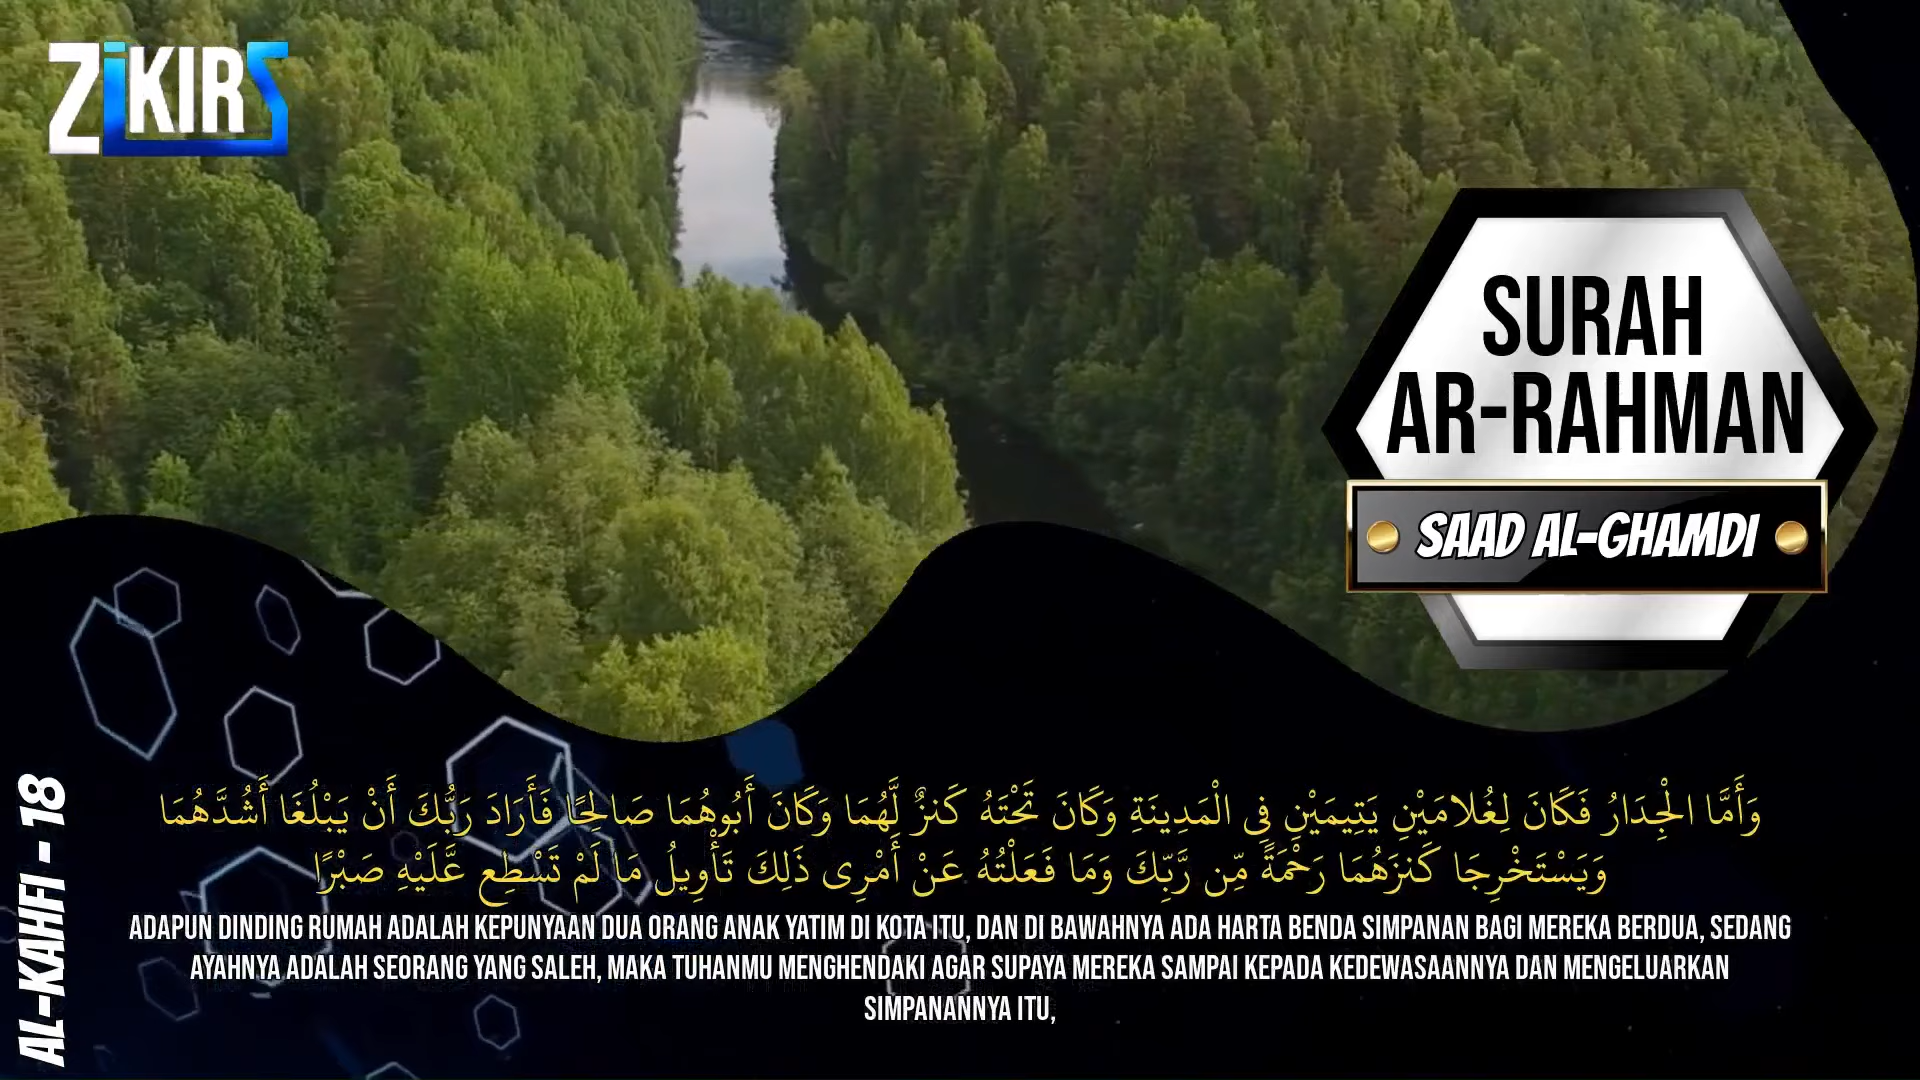 ZiKIRS
SURAH
AR-RAHMAN
SAAD AL-GHAMDI
AL-KAHFI - 18
وَأَمَّا الْجِدَارُ فَكَانَ لِغُلامَيْنِ يَتِيمَيْنِ فِي الْمَدِينَةِ وَكَانَ تَحْتَهُ كَنزٌ لَّهُمَا وَكَانَ أَبُوهُمَا صَالِحًا فَأَرَادَ رَبُّكَ أَنْ يَبْلُغَا أَشُدَّهُمَا
وَيَسْتَخْرِجَا كَنزَهُمَا رَحْمَةً مِّن رَّبِّكَ وَمَا فَعَلْتُهُ عَنْ أَمْرِى ذَلِكَ تَأْوِيلُ مَا لَمْ تَسْطِع عَّلَيْهِ صَبْرًا
ADAPUN DINDING RUMAH ADALAH KEPUNYAAN DUA ORANG ANAK YATIM DI KOTA ITU, DAN DI BAWAHNYA ADA HARTA BENDA SIMPANAN BAGI MEREKA BERDUA, SEDANG
AYAHNYA ADALAH SEORANG YANG SALEH, MAKA TUHANMU MENGHENDAKI AGAR SUPAYA MEREKA SAMPAI KEPADA KEDEWASAANNYA DAN MENGELUARKAN
SIMPANANNYA ITU,